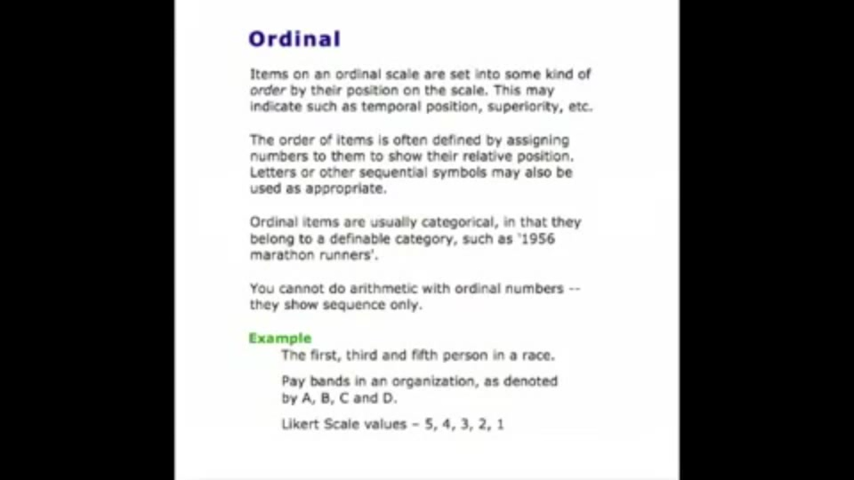 Ordinal
Items on an ordinal scale are set into some kind of
order by their position on the scale. This may
indicate such as temporal position, superiority, etc.
The order of items is often defined by assigning
numbers to them to show their relative position.
Letters or other sequential symbols may also be
used as appropriate.
Ordinal items are usually categorical, in that they
belong to a definable category, such as '1956
marathon runners'.
You cannot do arithmetic with ordinal numbers --
they show sequence only.
Example
The first, third and fifth person in a race.
Pay bands in an organization, as denoted
by A, B, C and D.
Likert Scale values – 5, 4, 3, 2, 1